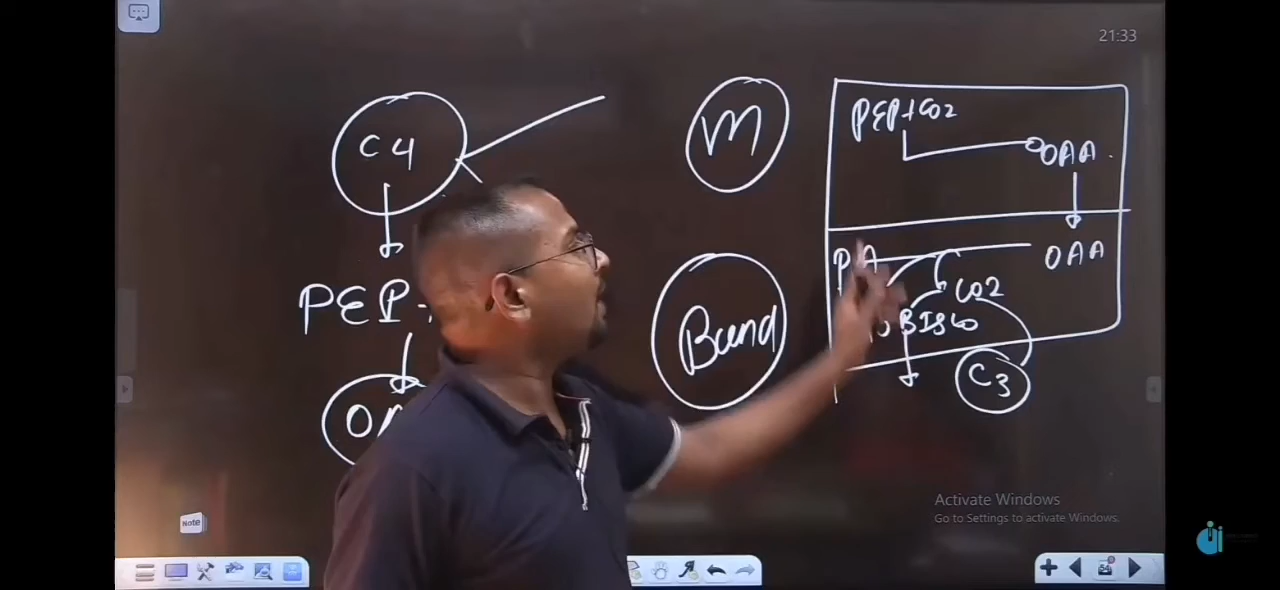 21:33
C4
M
PEP+CO2
OAA
OAA
PEP
CO2
Bund
C3
Activate Windows
Go to Settings to activate Windows.
Note
54